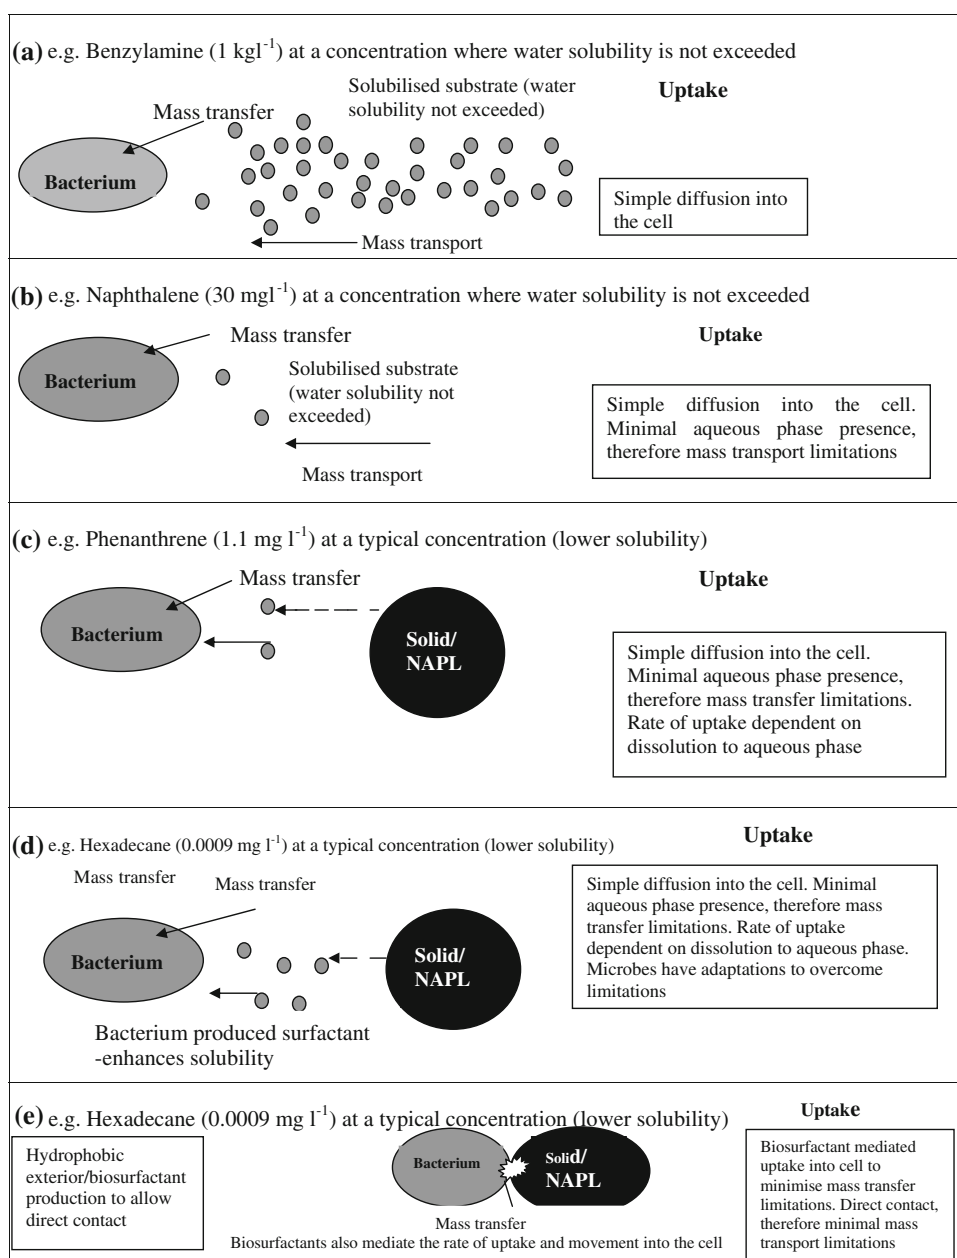 (a) e.g. Benzylamine (1 kgl-1) at a concentration where water solubility is not exceeded
Solubilised substrate (water
solubility not exceeded)
Uptake
Mass transfer
Bacterium
Simple diffusion into
the cell
Mass transport
(b) e.g. Naphthalene (30 mgl-1) at a concentration where water solubility is not exceeded
Mass transfer
Uptake
Bacterium
Solubilised substrate
(water solubility not
exceeded)
Simple diffusion into the cell.
Minimal aqueous phase presence,
therefore mass transport limitations
Mass transport
(c) e.g. Phenanthrene (1.1 mg l-1) at a typical concentration (lower solubility)
Mass transfer
Uptake
Bacterium
Solid/
NAPL
Simple diffusion into the cell.
Minimal aqueous phase presence,
therefore mass transfer limitations.
Rate of uptake dependent on
dissolution to aqueous phase
(d) e.g. Hexadecane (0.0009 mg l-1) at a typical concentration (lower solubility)
Uptake
Mass transfer
Mass transfer
Bacterium
Solid/
NAPL
Simple diffusion into the cell. Minimal
aqueous phase presence, therefore mass
transfer limitations. Rate of uptake
dependent on dissolution to aqueous phase.
Microbes have adaptations to overcome
limitations
Bacterium produced surfactant
-enhances solubility
(e) e.g. Hexadecane (0.0009 mg l-1) at a typical concentration (lower solubility)
Uptake
Hydrophobic
exterior/biosurfactant
production to allow
direct contact
Bacterium
Solid/
NAPL
Biosurfactant mediated
uptake into cell to
minimise mass transfer
limitations. Direct contact,
therefore minimal mass
transport limitations
Mass transfer
Biosurfactants also mediate the rate of uptake and movement into the cell